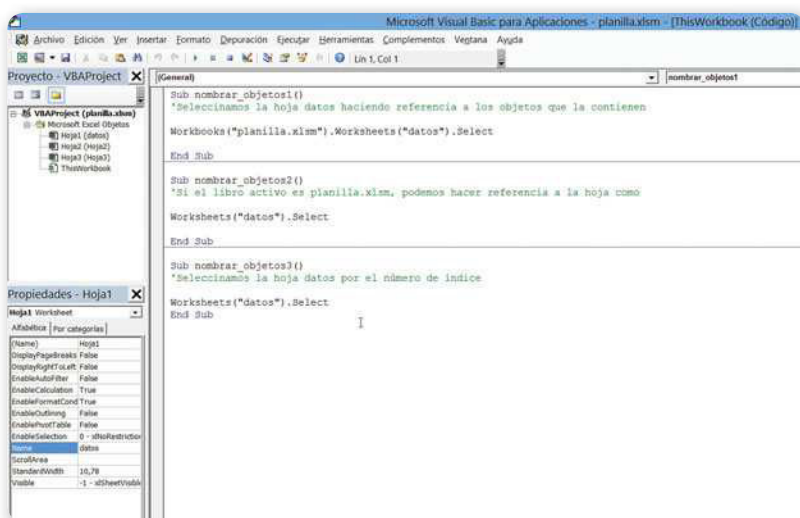 Microsoft Visual Basic para Aplicaciones - planilla.xlsm - [ThisWorkbook (Código)]
Archivo Edición Ver Insertar Formato Depuración Ejecutar Herramientas Complementos Ventana Ayuda
Lín 1, Col 1
Proyecto - VBAProject
VBAProject (planilla.xlsm)
Microsoft Excel Objetos
Hoja1 (datos)
Hoja2 (Hoja2)
Hoja3 (Hoja3)
ThisWorkbook
Propiedades - Hoja1
Hoja1 Worksheet
Alfabética Por categorías
(Name) Hoja1
DisplayPageBreaks False
DisplayRightToLeft False
EnableAutoFilter False
EnableCalculation True
EnableFormatCond True
EnableOutlining False
EnablePivotTable False
EnableSelection 0 - xlNoRestriction
Name datos
ScrollArea
StandardWidth 10,78
Visible -1 - xlSheetVisible
(General) nombrar_objetos1
Sub nombrar_objetos1()
'Seleccinamos la hoja datos haciendo referencia a los objetos que la contienen
Workbooks("planilla.xlsm").Worksheets("datos").Select
End Sub
Sub nombrar_objetos2()
'Si el libro activo es planilla.xlsm, podemos hacer referencia a la hoja como
Worksheets("datos").Select
End Sub
Sub nombrar_objetos3()
'Seleccinamos la hoja datos por el número de índice
Worksheets("datos").Select
End Sub